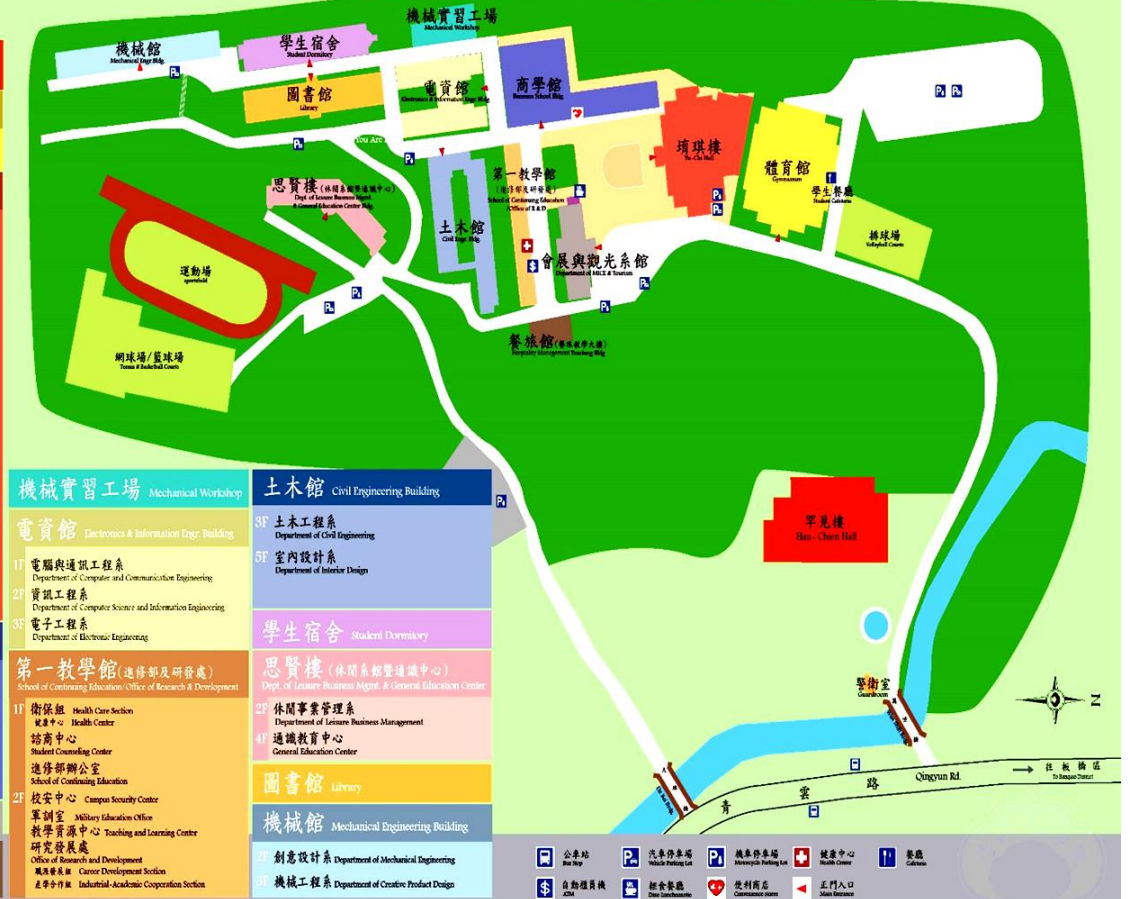 機械實習工場
Mechanical Workshop
機械館
Mechanical Engr Bldg.
學生宿舍
Student Dormitory
圖書館
Library
電資館
Electronics & Information Engr Bldg
商學館
Business School Bldg.
You Are
思賢樓(休閒系館暨通識中心)
Dept. of Leisure Business Mgmt.
& General Education Center Bldg.
第一教學館
(進修部及研發處)
School of Continuing Education
/Office of R & D
土木館
Civil Engr. Bldg.
埔琪樓
Pu-Chi Hall
體育館
Gymnasium
學生餐廳
Student Cafeteria
排球場
Volleyball Courts
會展與觀光系館
Department of MICE & Tourism
餐旅館(餐旅教學大樓)
Hospitality Management Teaching Bldg
運動場
sportsfield
網球場/籃球場
Tennis & Basketball Courts
罕見樓
Han- Chien Hall
警衛室
Guardroom
N
青雲路
Qingyun Rd.
往板橋區
To Banqiao District
機械實習工場 Mechanical Workshop
電資館 Electronics & Information Engr. Building
1F 電腦與通訊工程系
Department of Computer and Communication Engineering
2F 資訊工程系
Department of Computer Science and Information Engineering
3F 電子工程系
Department of Electronic Engineering
第一教學館(進修部及研發處)
School of Continuing Education/Office of Research & Development
1F 衛保組 Health Care Section
健康中心 Health Center
諮商中心
Student Counseling Center
進修部辦公室
School of Continuing Education
2F 校安中心 Campus Security Center
軍訓室 Military Education Office
教學資源中心 Teaching and Learning Center
研究發展處
Office of Research and Development
職涯發展組 Career Development Section
產學合作組 Industrial-Academic Cooperation Section
土木館 Civil Engineering Building
3F 土木工程系
Department of Civil Engineering
5F 室內設計系
Department of Interior Design
學生宿舍 Student Dormitory
思賢樓(休閒系館暨通識中心)
Dept. of Leisure Business Mgmt. & General Education Center
2F 休閒事業管理系
Department of Leisure Business Management
4F 通識教育中心
General Education Center
圖書館 Library
機械館 Mechanical Engineering Building
2F 創意設計系 Department of Mechanical Engineering
3F 機械工程系 Department of Creative Product Design
公車站
Bus Stop
汽車停車場
Vehicle Parking Lot
機車停車場
Motorcycle Parking Lot
健康中心
Health Center
餐廳
Cafeteria
自動櫃員機
ATM
輕食餐廳
便利商店
Convenience store
正門入口
Main Entrance